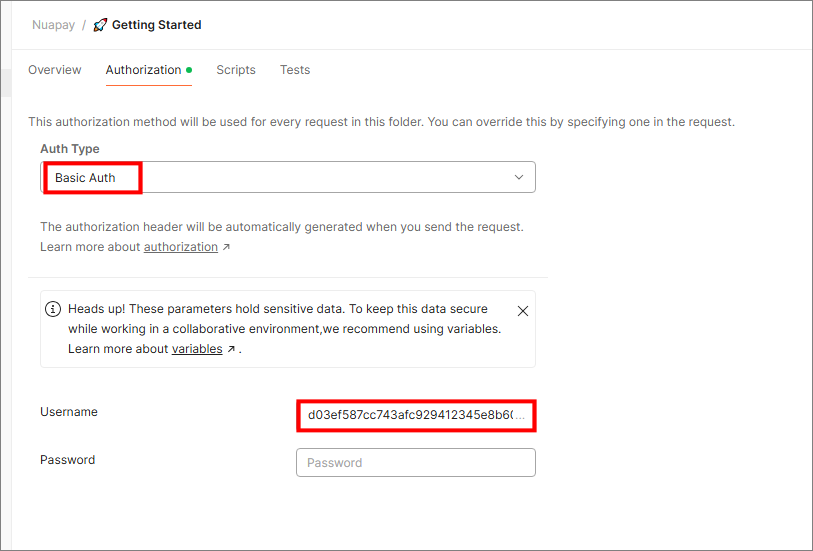 Nuapay / 🚀 Getting Started
Overview Authorization Scripts Tests
This authorization method will be used for every request in this folder. You can override this by specifying one in the request.
Auth Type
Basic Auth
The authorization header will be automatically generated when you send the request.
Learn more about authorization ↗
Heads up! These parameters hold sensitive data. To keep this data secure
while working in a collaborative environment,we recommend using variables.
Learn more about variables ↗ .
Username d03ef587cc743afc929412345e8b60...
Password Password